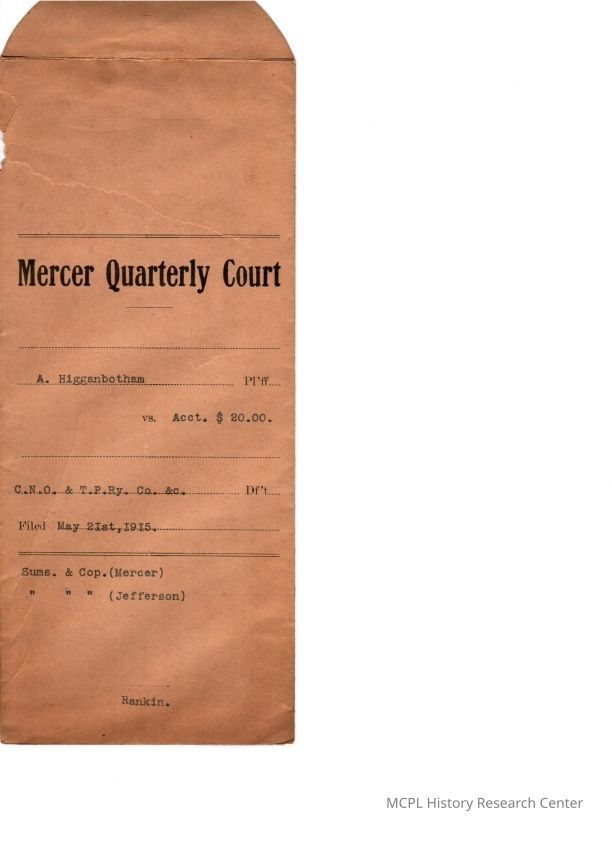 Mercer Quarterly Court
A. Higganbotham Pl'ff.
vs. Acct. $ 20.00.
C.N.O. & T.P.Ry. Co. &c. Df't.
Filed May 21st,1915.
Sums. & Cop.(Mercer)
" " " (Jefferson)
Rankin.
MCPL History Research Center